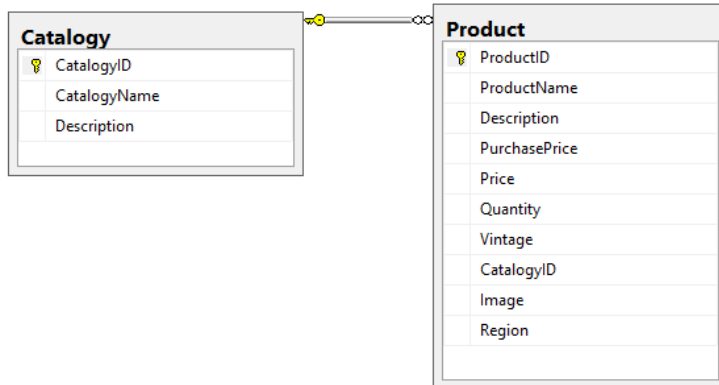 Catalogy
CatalogyID
CatalogyName
Description
Product
ProductID
ProductName
Description
PurchasePrice
Price
Quantity
Vintage
CatalogyID
Image
Region